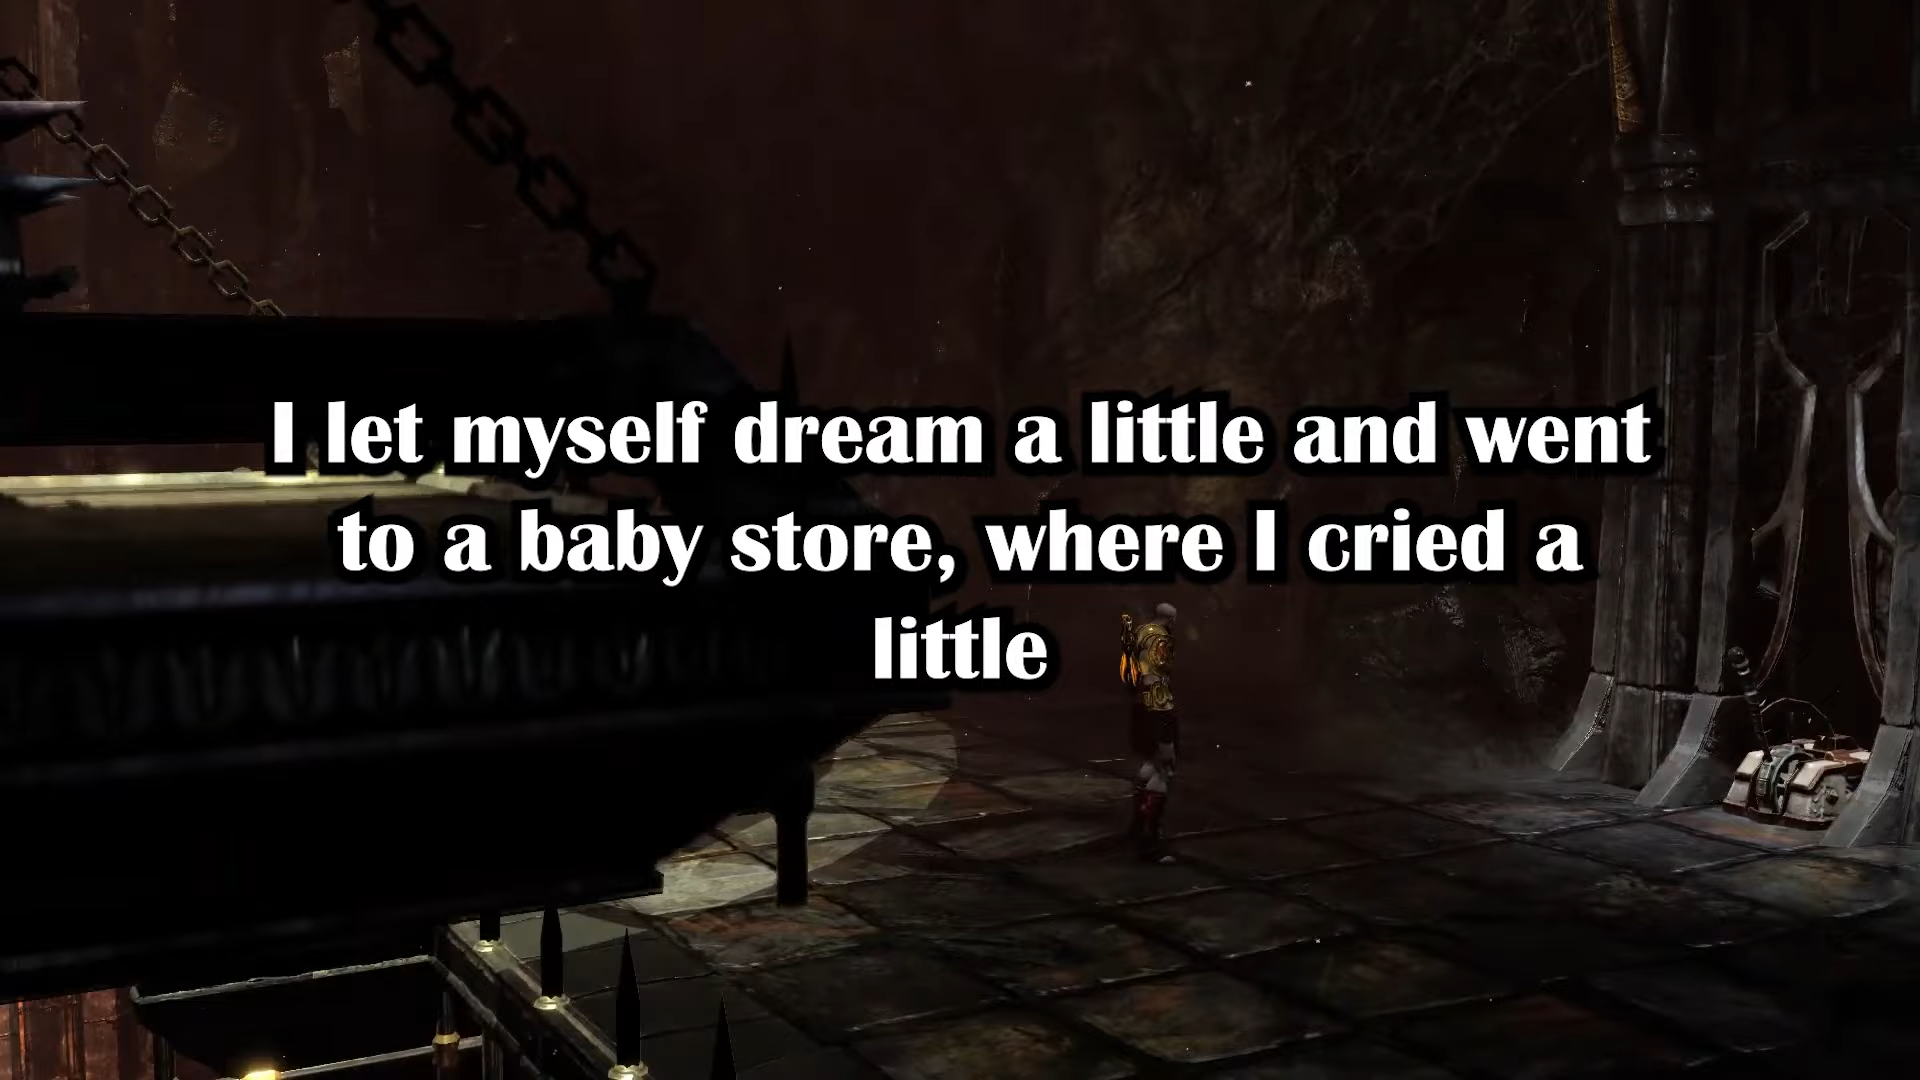 I let myself dream a little and went
to a baby store, where I cried a
little